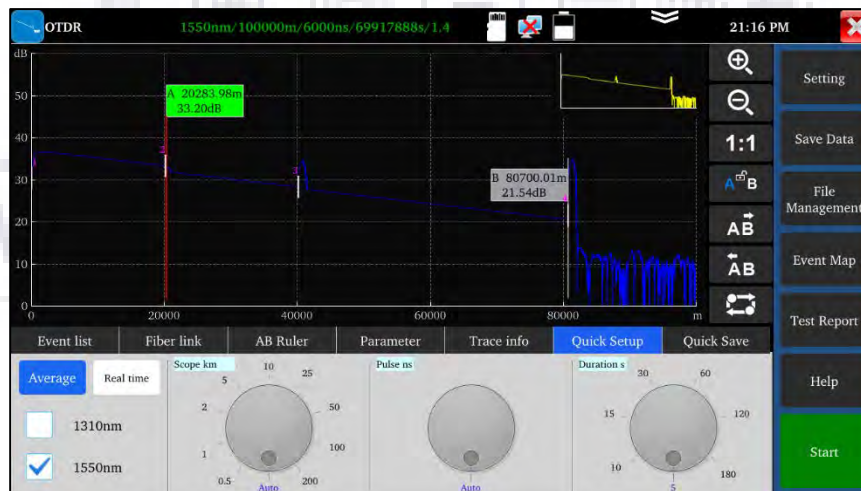 OTDR
1550nm/100000m/6000ns/69917888s/1.4
21:16 PM
dB
50
40
30
20
10
0
0
20000
40000
60000
80000
m
A 20283.98m
33.20dB
B 80700.01m
21.54dB
2
3
1:1
A B
AB
AB
Setting
Save Data
File
Management
Event Map
Test Report
Help
Start
Event list
Fiber link
AB Ruler
Parameter
Trace info
Quick Setup
Quick Save
Average
Real time
1310nm
1550nm
Scope km
0.5
1
2
5
10
25
50
100
200
Auto
Pulse ns
Auto
Duration s
5
10
15
30
60
120
180